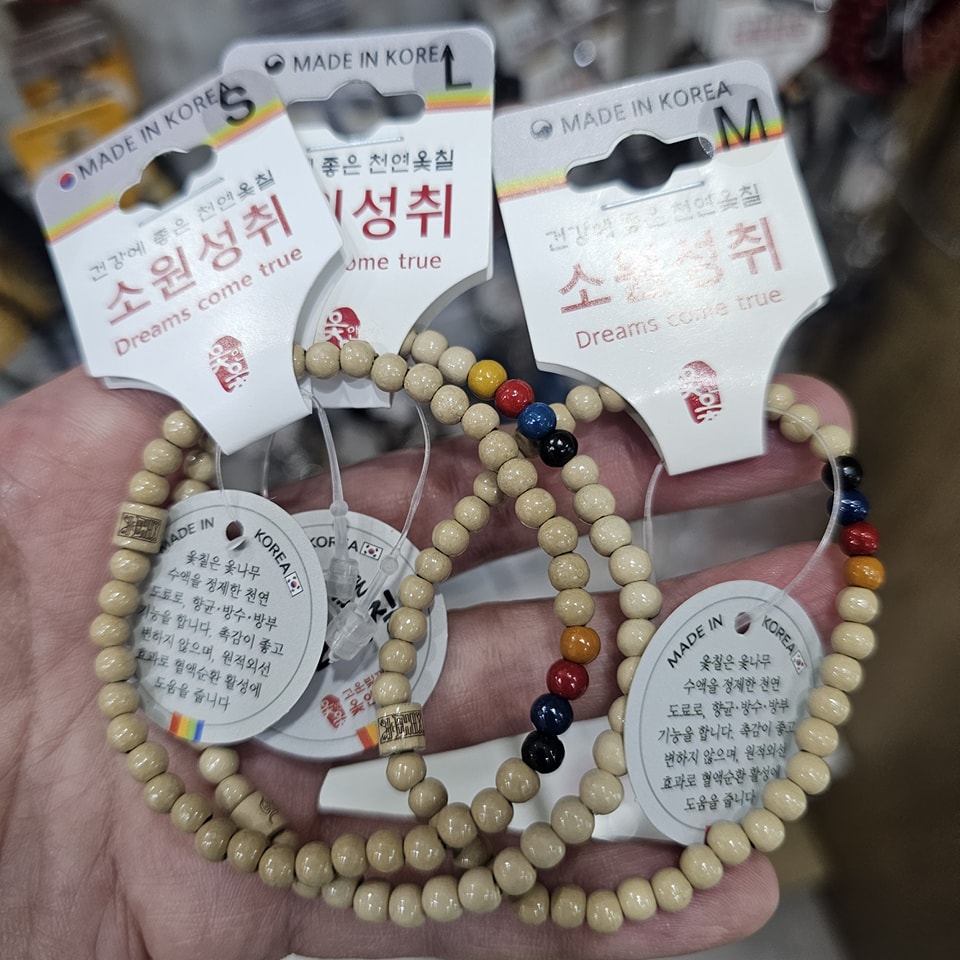 MADE IN KOREA
S
건강에 좋은 천연옻칠
소원성취
Dreams come true
MADE IN KOREA
L
좋은 천연옻칠
성취
ome true
MADE IN KOREA
M
건강에 좋은 천연옻칠
소원성취
Dreams come true
MADE IN KOREA
옻칠은 옻나무
수액을 정제한 천연
도료로, 항균·방수·방부
기능을 합니다. 촉감이 좋고
변하지 않으며, 원적외선
효과로 혈액순환 활성에
도움을 줍니다
KOREA
MADE IN KOREA
옻칠은 옻나무
수액을 정제한 천연
도료로, 항균·방수·방부
기능을 합니다. 촉감이 좋고
변하지 않으며, 원적외선
효과로 혈액순환 활성에
도움을 줍니다